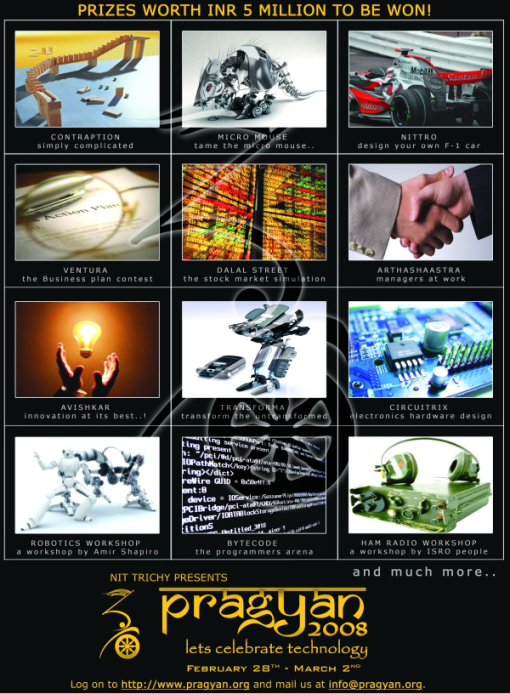 PRIZES WORTH INR 5 MILLION TO BE WON!
CONTRAPTION
simply complicated
MICRO MOUSE
tame the micro mouse..
NITTRO
design your own F-1 car
Mobil
Santander
Action Plan
VENTURA
the Business plan contest
DALAL STREET
the stock market simulation
ARTHASHAASTRA
managers at work
AVISHKAR
innovation at its best..!
TRANSFORMA
transform the untransformed
CIRCUITRIX
electronics hardware design
ROBOTICS WORKSHOP
a workshop by Amir Shapiro
BYTECODE
the programmers arena
HAM RADIO WORKSHOP
a workshop by ISRO people
and much more..
NIT TRICHY PRESENTS
pragyan
2008
lets celebrate technology
FEBRUARY 28TH - MARCH 2ND
Log on to http://www.pragyan.org and mail us at info@pragyan.org.